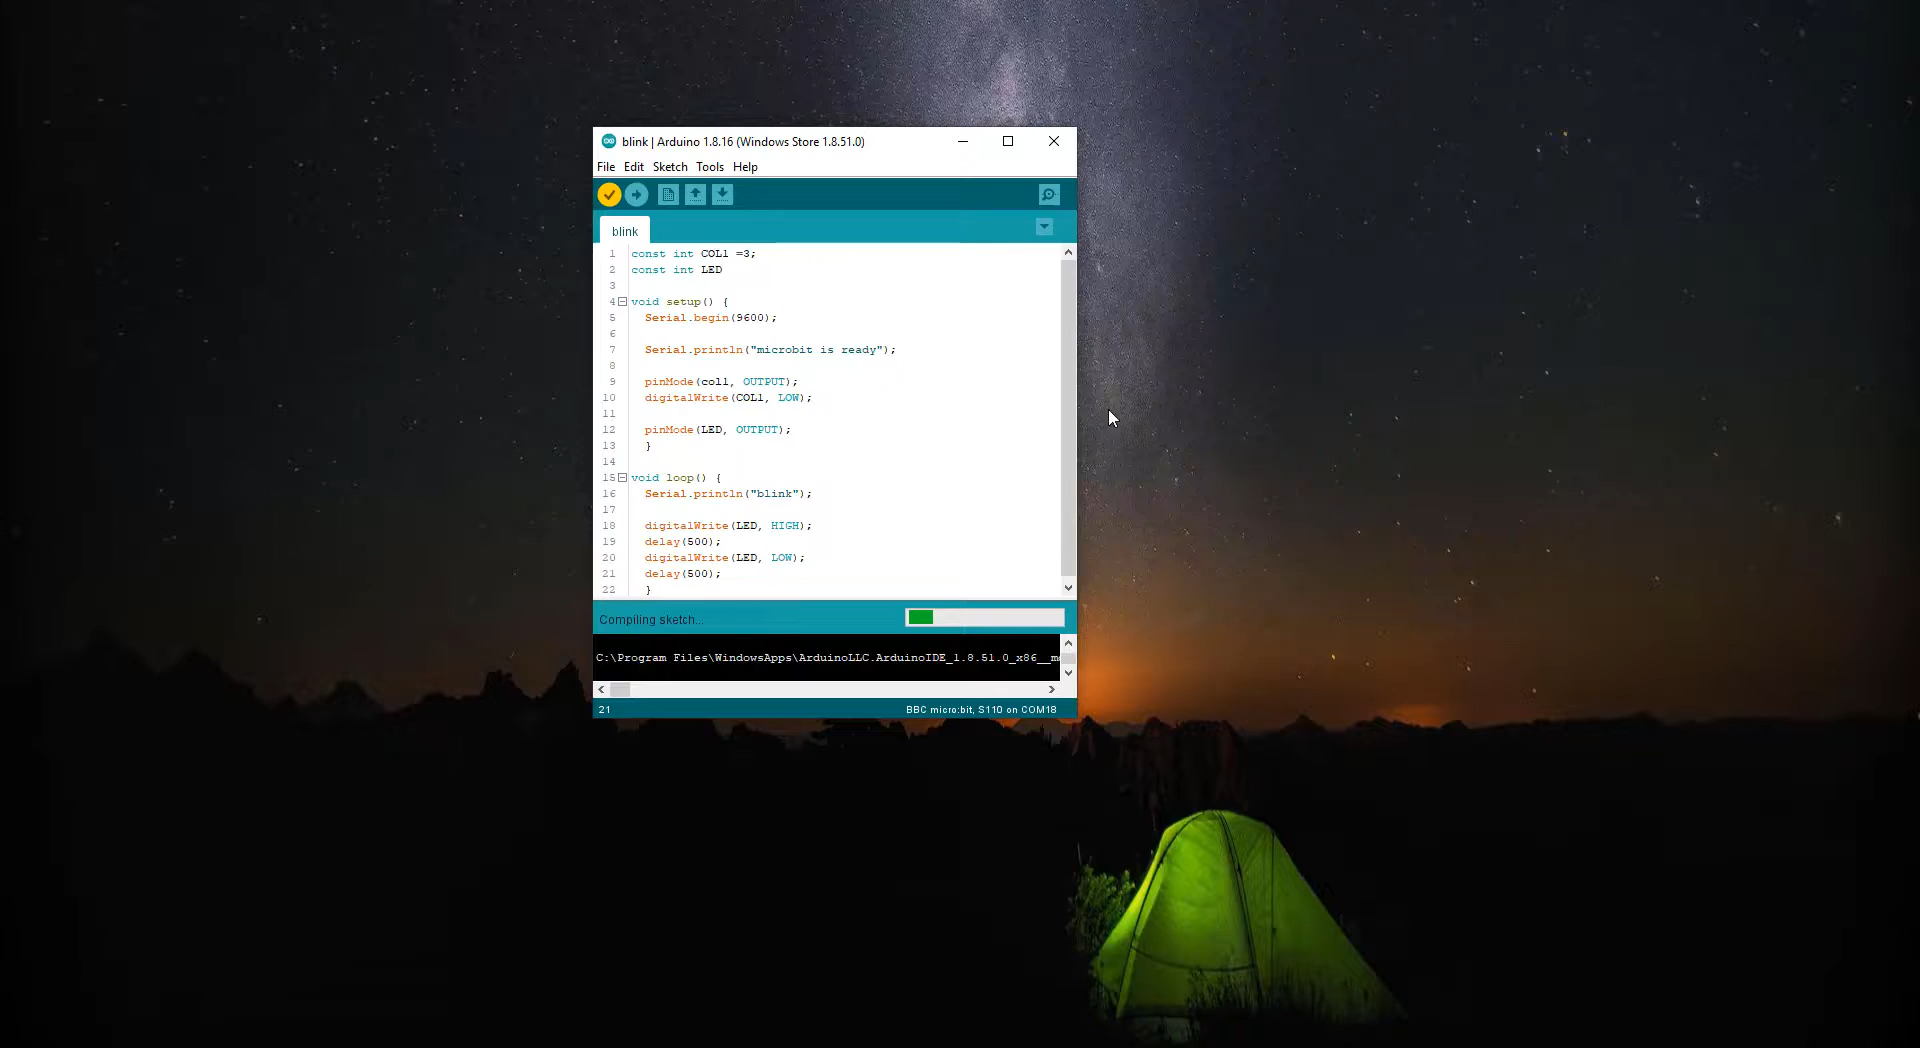 blink | Arduino 1.8.16 (Windows Store 1.8.51.0)
File Edit Sketch Tools Help
blink
1 const int COL1 =3;
2 const int LED
3
4 void setup() {
5 Serial.begin(9600);
6
7 Serial.println("microbit is ready");
8
9 pinMode(col1, OUTPUT);
10 digitalWrite(COL1, LOW);
11
12 pinMode(LED, OUTPUT);
13 }
14
15 void loop() {
16 Serial.println("blink");
17
18 digitalWrite(LED, HIGH);
19 delay(500);
20 digitalWrite(LED, LOW);
21 delay(500);
22 }
Compiling sketch...
C:\Program Files\WindowsApps\ArduinoLLC.ArduinoIDE_1.8.51.0_x86__m
21 BBC micro:bit, S110 on COM18